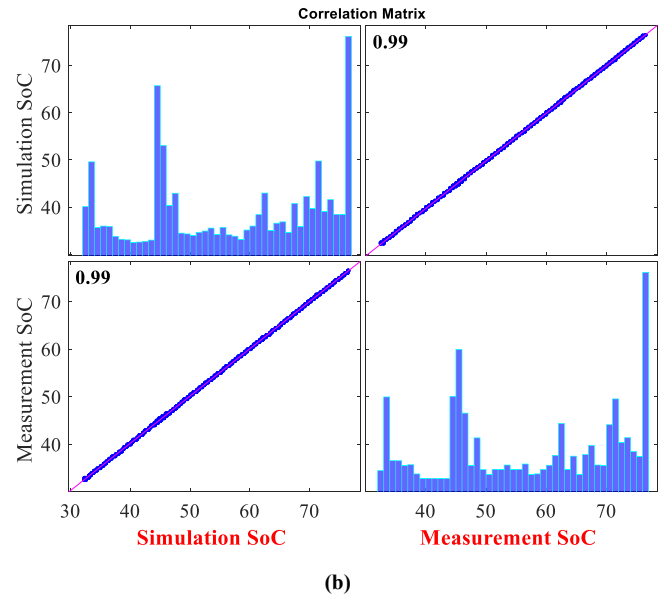 Correlation Matrix
Simulation SoC
70
60
50
40
0.99
0.99
Measurement SoC
70
60
50
40
30 40 50 60 70
40 50 60 70
Simulation SoC
Measurement SoC
(b)